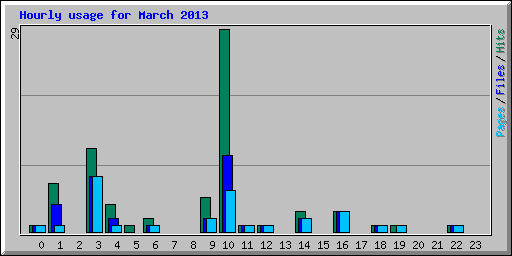 Hourly usage for March 2013
29
Pages/Files/Hits
0 1 2 3 4 5 6 7 8 9 10 11 12 13 14 15 16 17 18 19 20 21 22 23